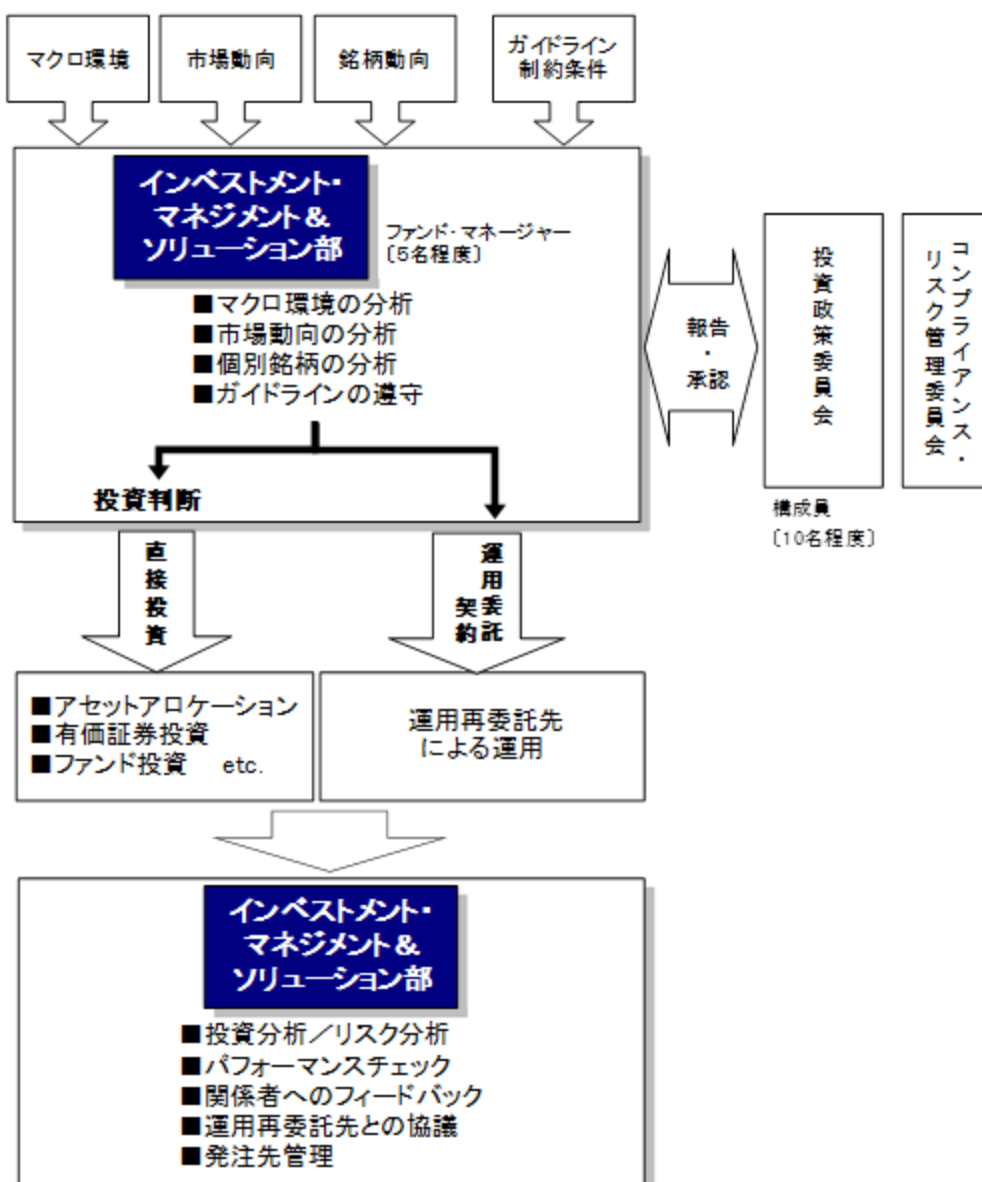 マクロ環境
市場動向
銘柄動向
ガイドライン
制約条件
インベストメント・
マネジメント&
ソリューション部
ファンド・マネージャー
〔5名程度〕
■マクロ環境の分析
■市場動向の分析
■個別銘柄の分析
■ガイドラインの遵守
投資判断
報告
・
承認
投資政策委員会
コンプライアンス・
リスク管理委員会
構成員
〔10名程度〕
直接投資
運用委託
契約
■アセットアロケーション
■有価証券投資
■ファンド投資 etc.
運用再委託先
による運用
インベストメント・
マネジメント&
ソリューション部
■投資分析／リスク分析
■パフォーマンスチェック
■関係者へのフィードバック
■運用再委託先との協議
■発注先管理